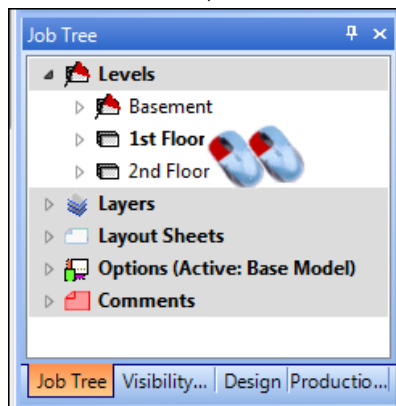 Job Tree
Levels
Basement
1st Floor
2nd Floor
Layers
Layout Sheets
Options (Active: Base Model)
Comments
Job Tree Visibility... Design Productio...